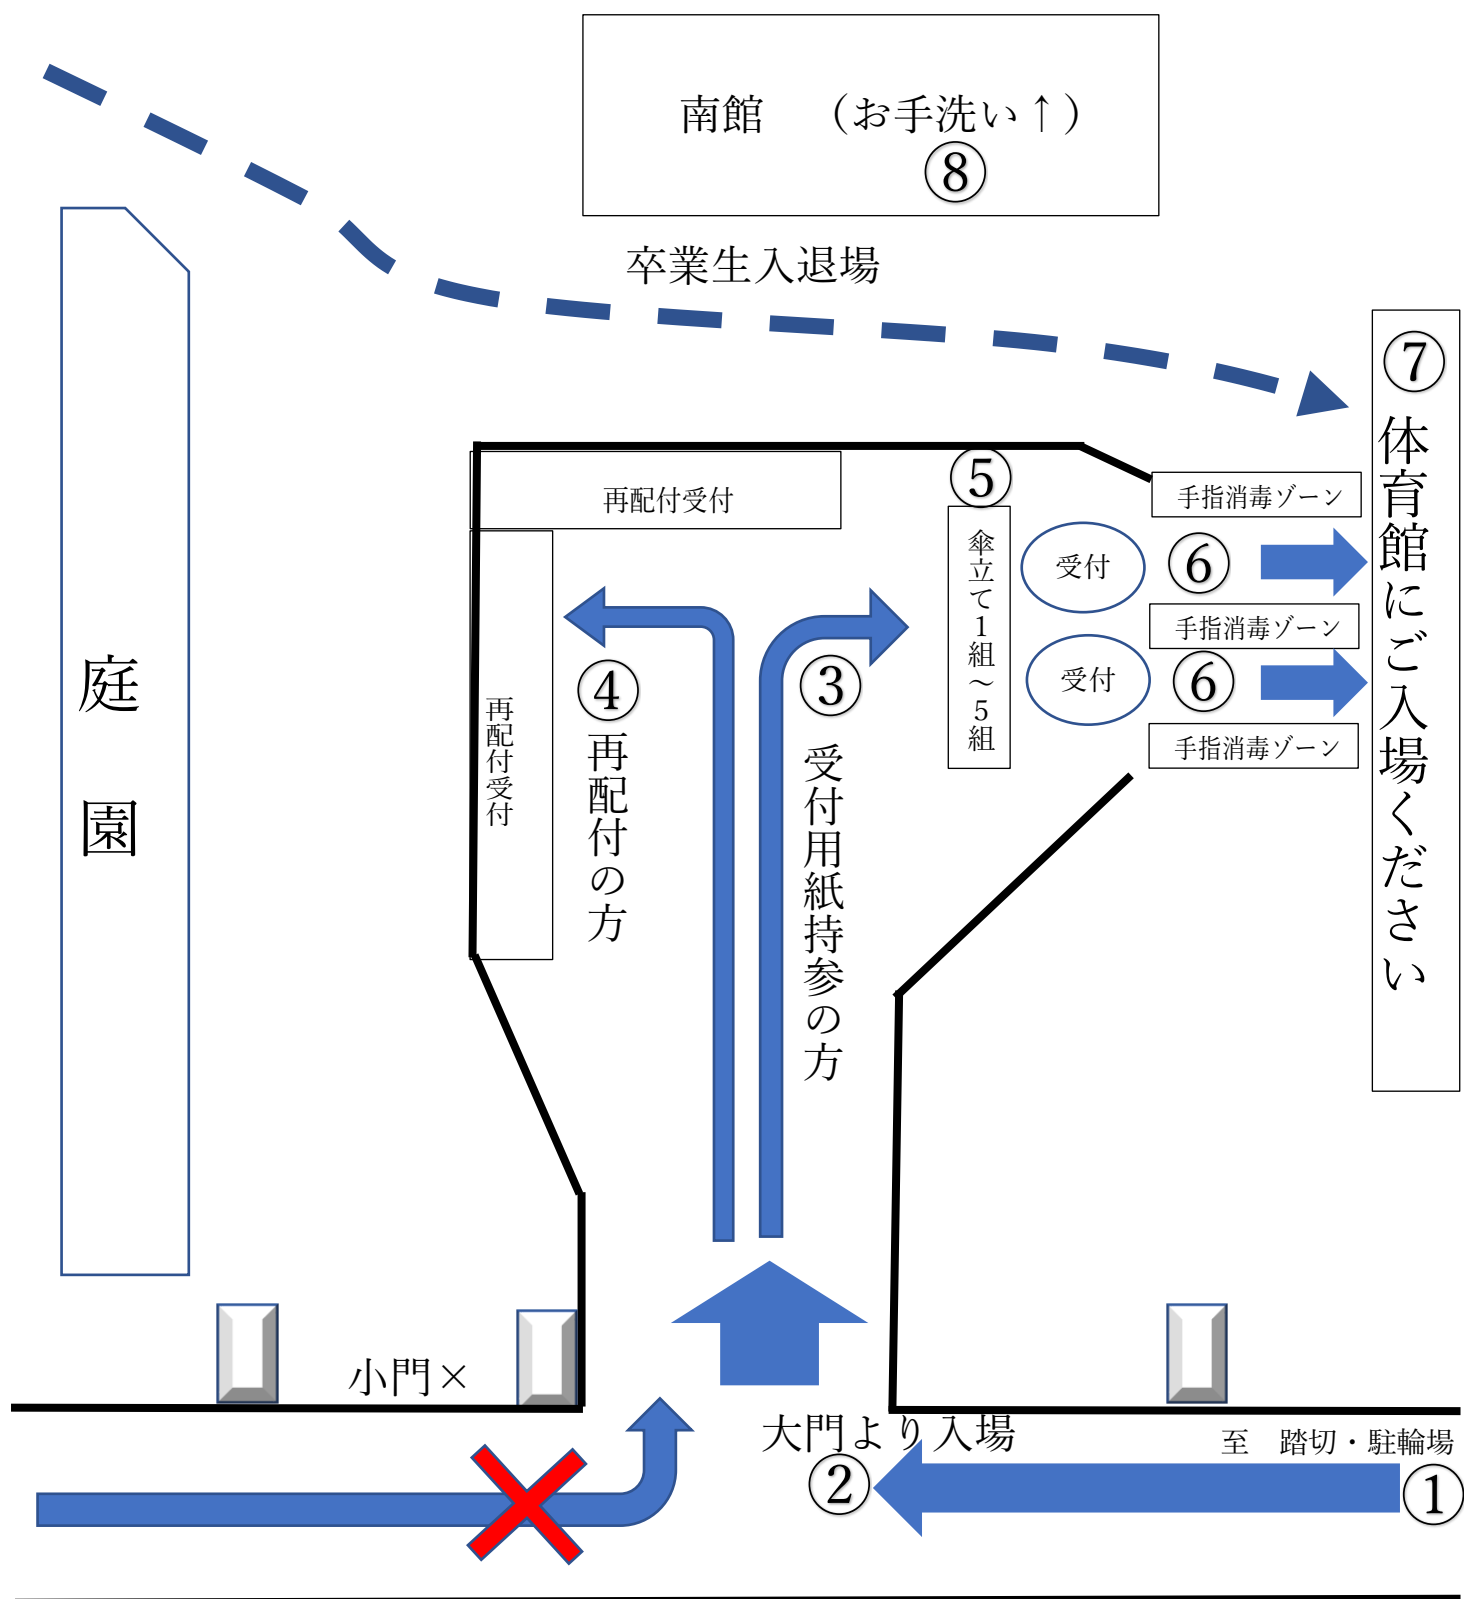 南館　（お手洗い↑）
⑧
卒業生入退場
⑦
体育館にご入場ください
⑤
再配付受付
手指消毒ゾーン
傘立て１組～５組
受付
⑥
手指消毒ゾーン
受付
⑥
手指消毒ゾーン
庭園
再配付受付
④
再配付の方
③
受付用紙持参の方
小門×
大門より入場
②
至　踏切・駐輪場
①